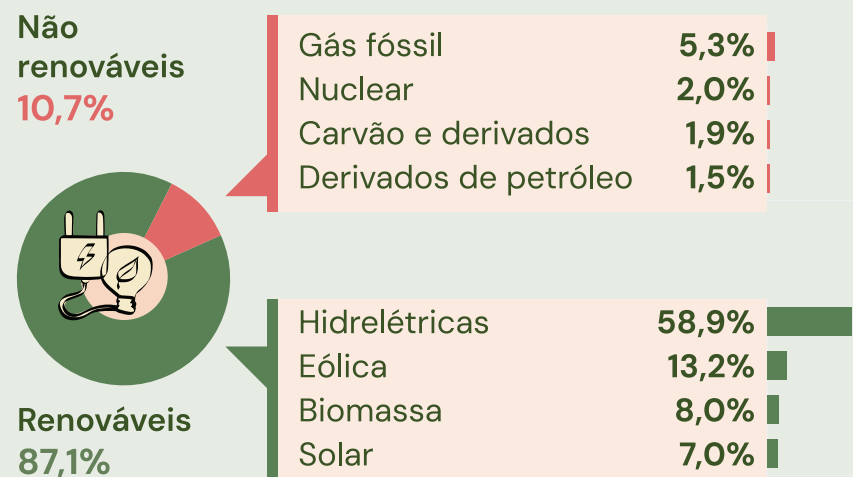 Não
renováveis
10,7%
Gás fóssil 5,3%
Nuclear 2,0%
Carvão e derivados 1,9%
Derivados de petróleo 1,5%
Renováveis
87,1%
Hidrelétricas 58,9%
Eólica 13,2%
Biomassa 8,0%
Solar 7,0%